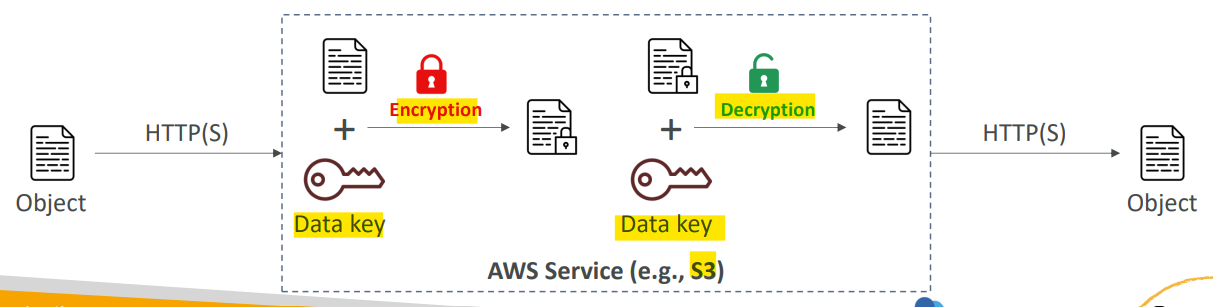 Encryption
Decryption
HTTP(S)
HTTP(S)
+
+
Object
Object
Data key
Data key
AWS Service (e.g., S3)